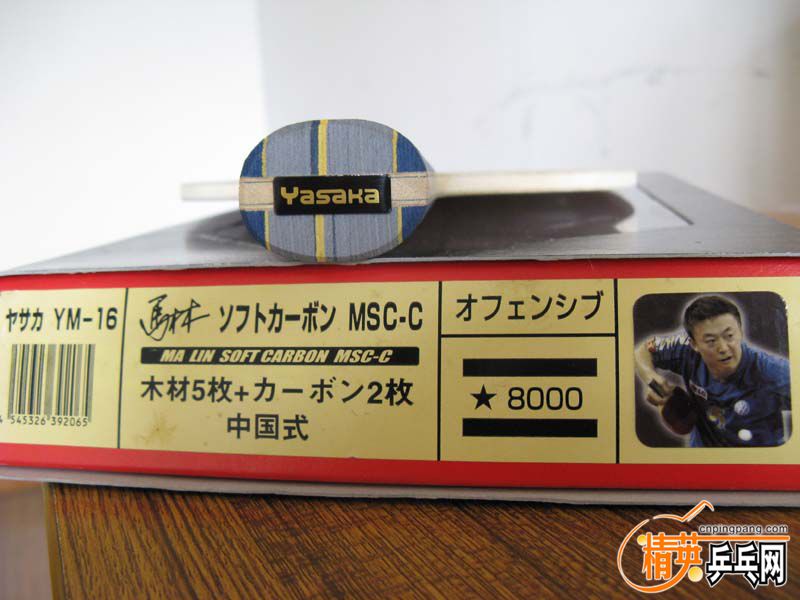 Yasaka
ヤサカ YM-16
4 545326 392065
馬林 ソフトカーボン MSC-C
MA LIN SOFT CARBON MSC-C
木材5枚+カーボン2枚
中国式
オフェンシブ
★ 8000
cnpingpang.com
精英乒乓网